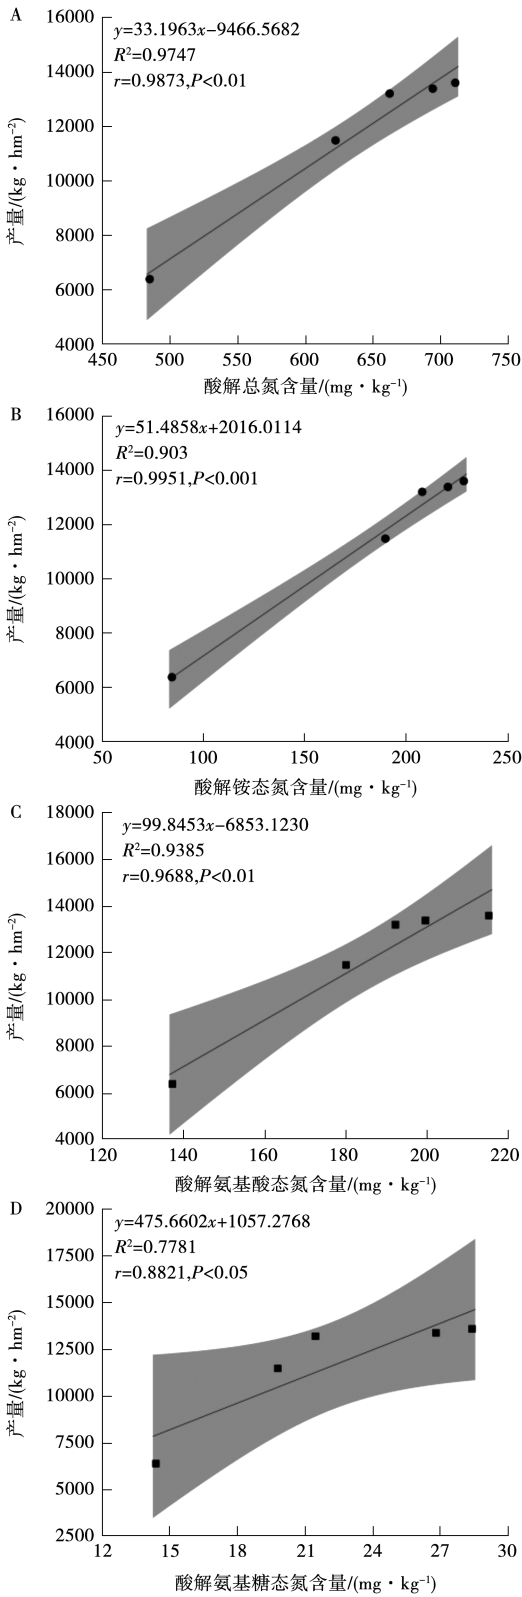 A
y=33.1963x−9466.5682
R²=0.9747
r=0.9873,P<0.01
16000
14000
12000
10000
8000
6000
4000
产量/(kg·hm⁻²)
450 500 550 600 650 700 750
酸解总氮含量/(mg·kg⁻¹)
B
y=51.4858x+2016.0114
R²=0.903
r=0.9951,P<0.001
16000
14000
12000
10000
8000
6000
4000
产量/(kg·hm⁻²)
50 100 150 200 250
酸解铵态氮含量/(mg·kg⁻¹)
C
y=99.8453x−6853.1230
R²=0.9385
r=0.9688,P<0.01
18000
16000
14000
12000
10000
8000
6000
4000
产量/(kg·hm⁻²)
120 140 160 180 200 220
酸解氨基酸态氮含量/(mg·kg⁻¹)
D
y=475.6602x+1057.2768
R²=0.7781
r=0.8821,P<0.05
20000
17500
15000
12500
10000
7500
5000
2500
产量/(kg·hm⁻²)
12 15 18 21 24 27 30
酸解氨基糖态氮含量/(mg·kg⁻¹)